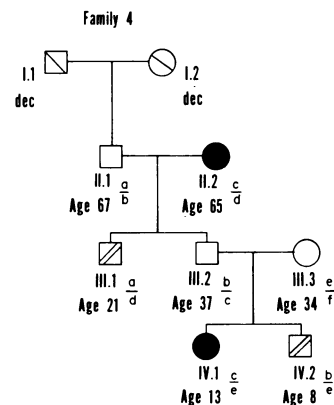 Family 4
I.1
dec
I.2
dec
II.1 a/b
Age 67
II.2 c/d
Age 65
III.1 a/d
Age 21
III.2 b/c
Age 37
III.3 e/f
Age 34
IV.1 c/e
Age 13
IV.2 b/e
Age 8